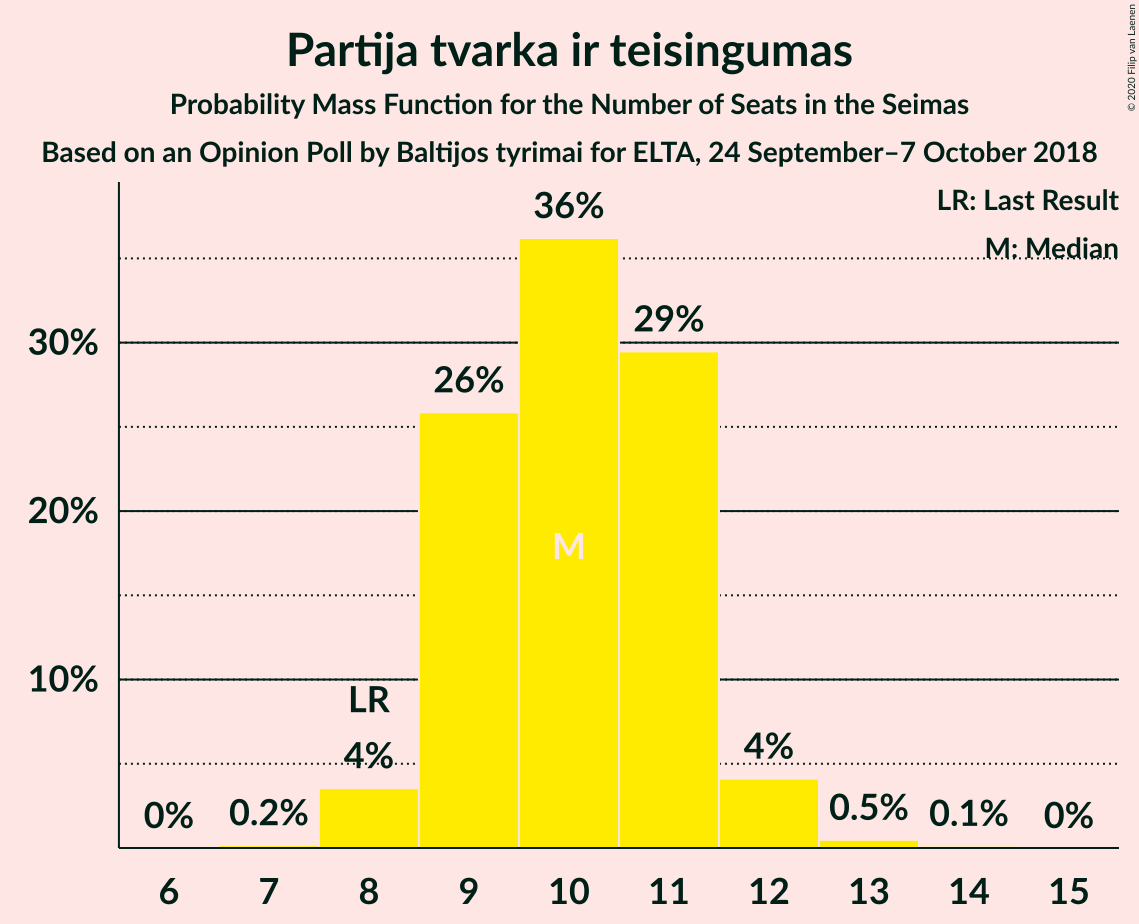 Partija tvarka ir teisingumas
Probability Mass Function for the Number of Seats in the Seimas
Based on an Opinion Poll by Baltijos tyrimai for ELTA, 24 September–7 October 2018
© 2020 Filip van Laenen
LR: Last Result
M: Median
36%
29%
30%
26%
20%
M
10%
LR
4%
4%
0%
0.2%
0.5%
0.1%
0%
6 7 8 9 10 11 12 13 14 15